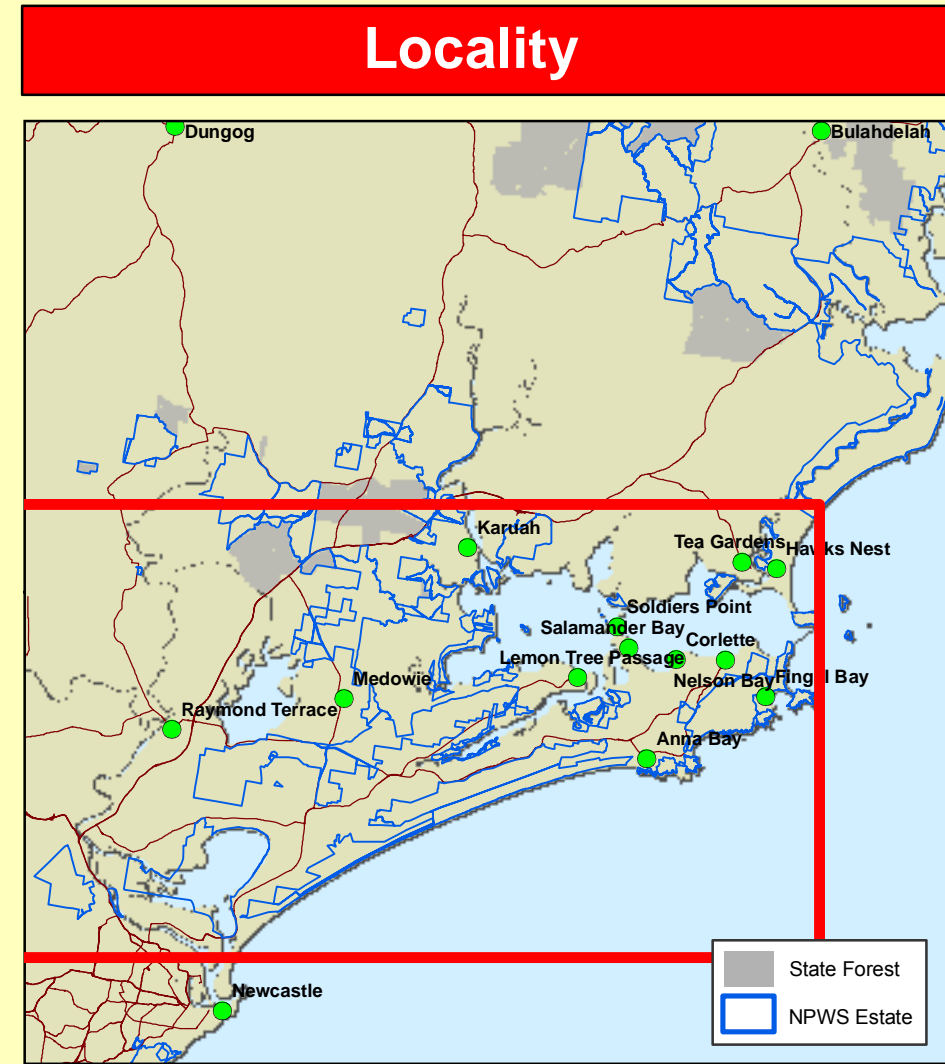 Locality
Dungog
Bulahdelah
Karuah
Tea Gardens
Hawks Nest
Soldiers Point
Salamander Bay
Corlette
Lemon Tree Passage
Medowie
Nelson Bay
Fingal Bay
Raymond Terrace
Anna Bay
Newcastle
State Forest
NPWS Estate